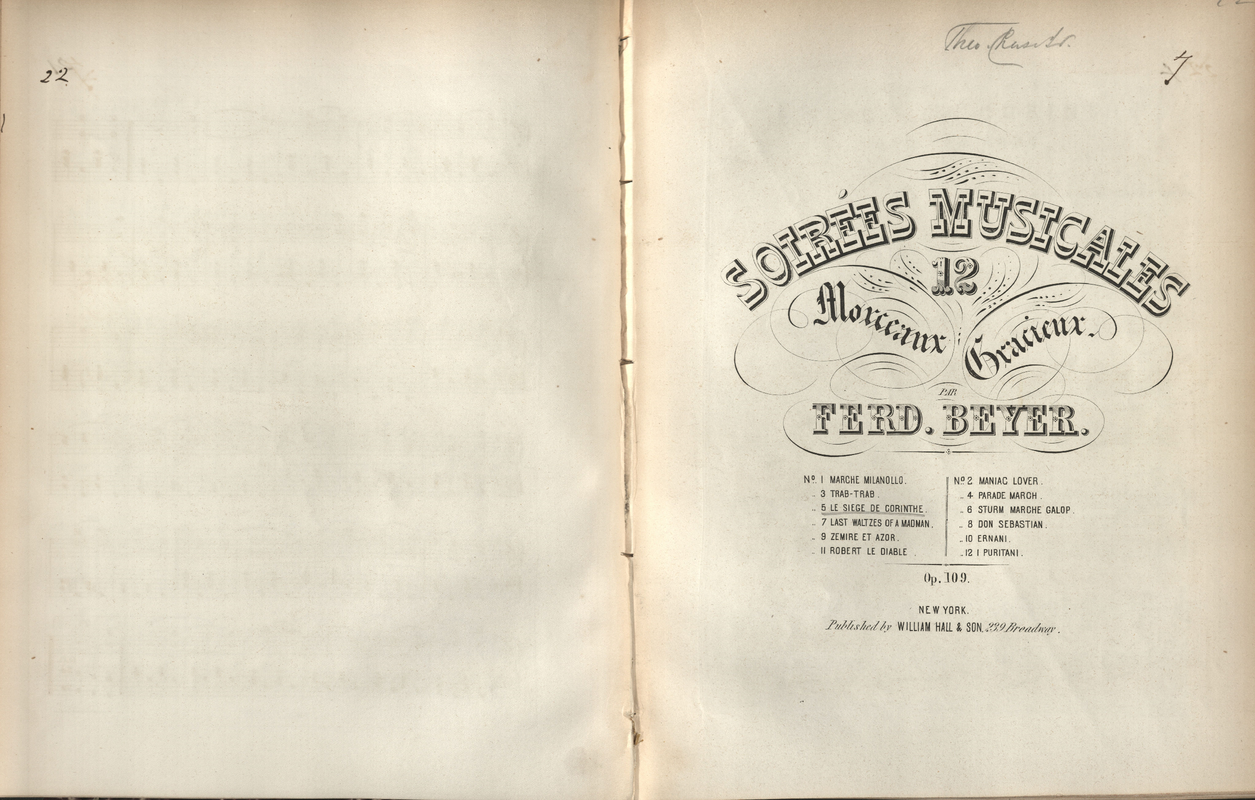 22
Theo.
7
SOIRÉES MUSICALES
12
Morceaux Gracieux.
PAR
FERD. BEYER.
Nº. 1 MARCHE MILANOLLO.
„ 3 TRAB-TRAB.
„ 5 LE SIEGE DE CORINTHE.
„ 7 LAST WALTZES OF A MADMAN.
„ 9 ZEMIRE ET AZOR.
„ 11 ROBERT LE DIABLE.
Nº. 2 MANIAC LOVER.
„ 4 PARADE MARCH.
„ 6 STURM MARCHE GALOP.
„ 8 DON SEBASTIAN.
„ 10 ERNANI.
„ 12 I PURITANI.
Op. 109.
NEW YORK.
Published by WILLIAM HALL & SON, 239 Broadway.